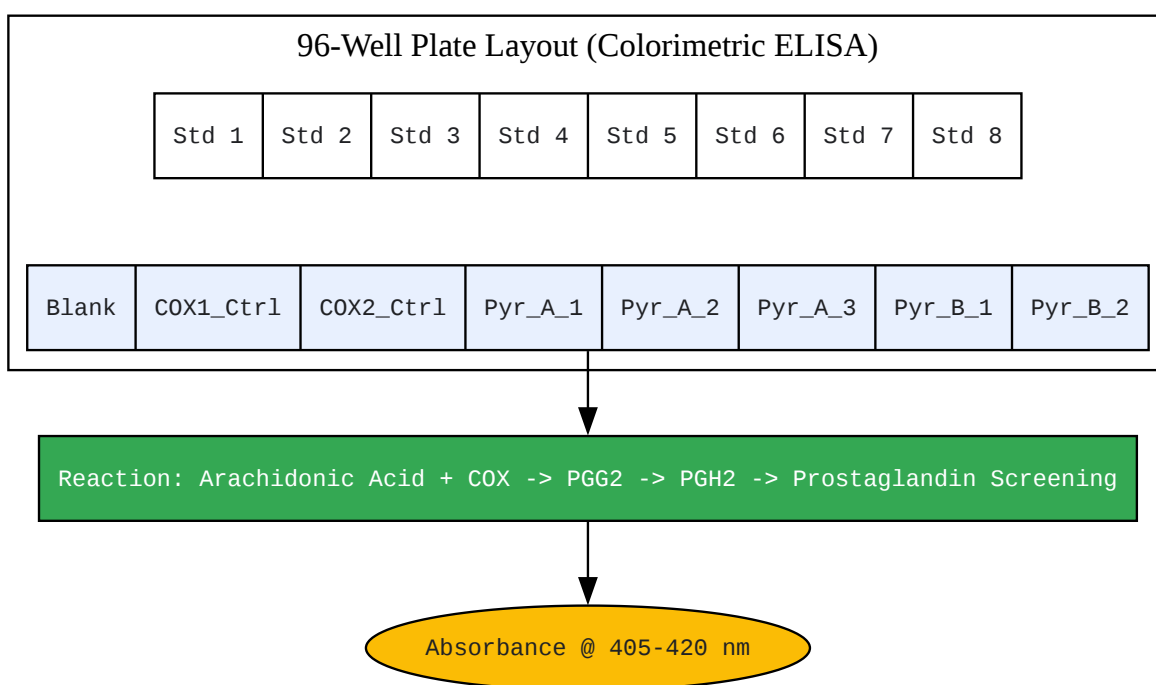 96-Well Plate Layout (Colorimetric ELISA)
Std 1 Std 2 Std 3 Std 4 Std 5 Std 6 Std 7 Std 8
Blank COX1_Ctrl COX2_Ctrl Pyr_A_1 Pyr_A_2 Pyr_A_3 Pyr_B_1 Pyr_B_2
Reaction: Arachidonic Acid + COX -> PGG2 -> PGH2 -> Prostaglandin Screening
Absorbance @ 405-420 nm